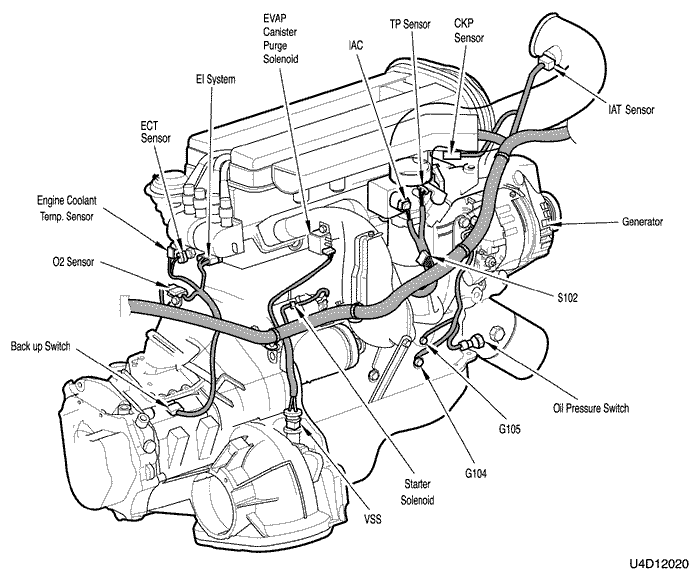 EVAP
Canister
Purge
Solenoid
IAC
TP Sensor
CKP
Sensor
EI System
IAT Sensor
ECT
Sensor
Engine Coolant
Temp. Sensor
Generator
O2 Sensor
S102
Back up Switch
Oil Pressure Switch
G105
G104
Starter
Solenoid
VSS
U4D12020